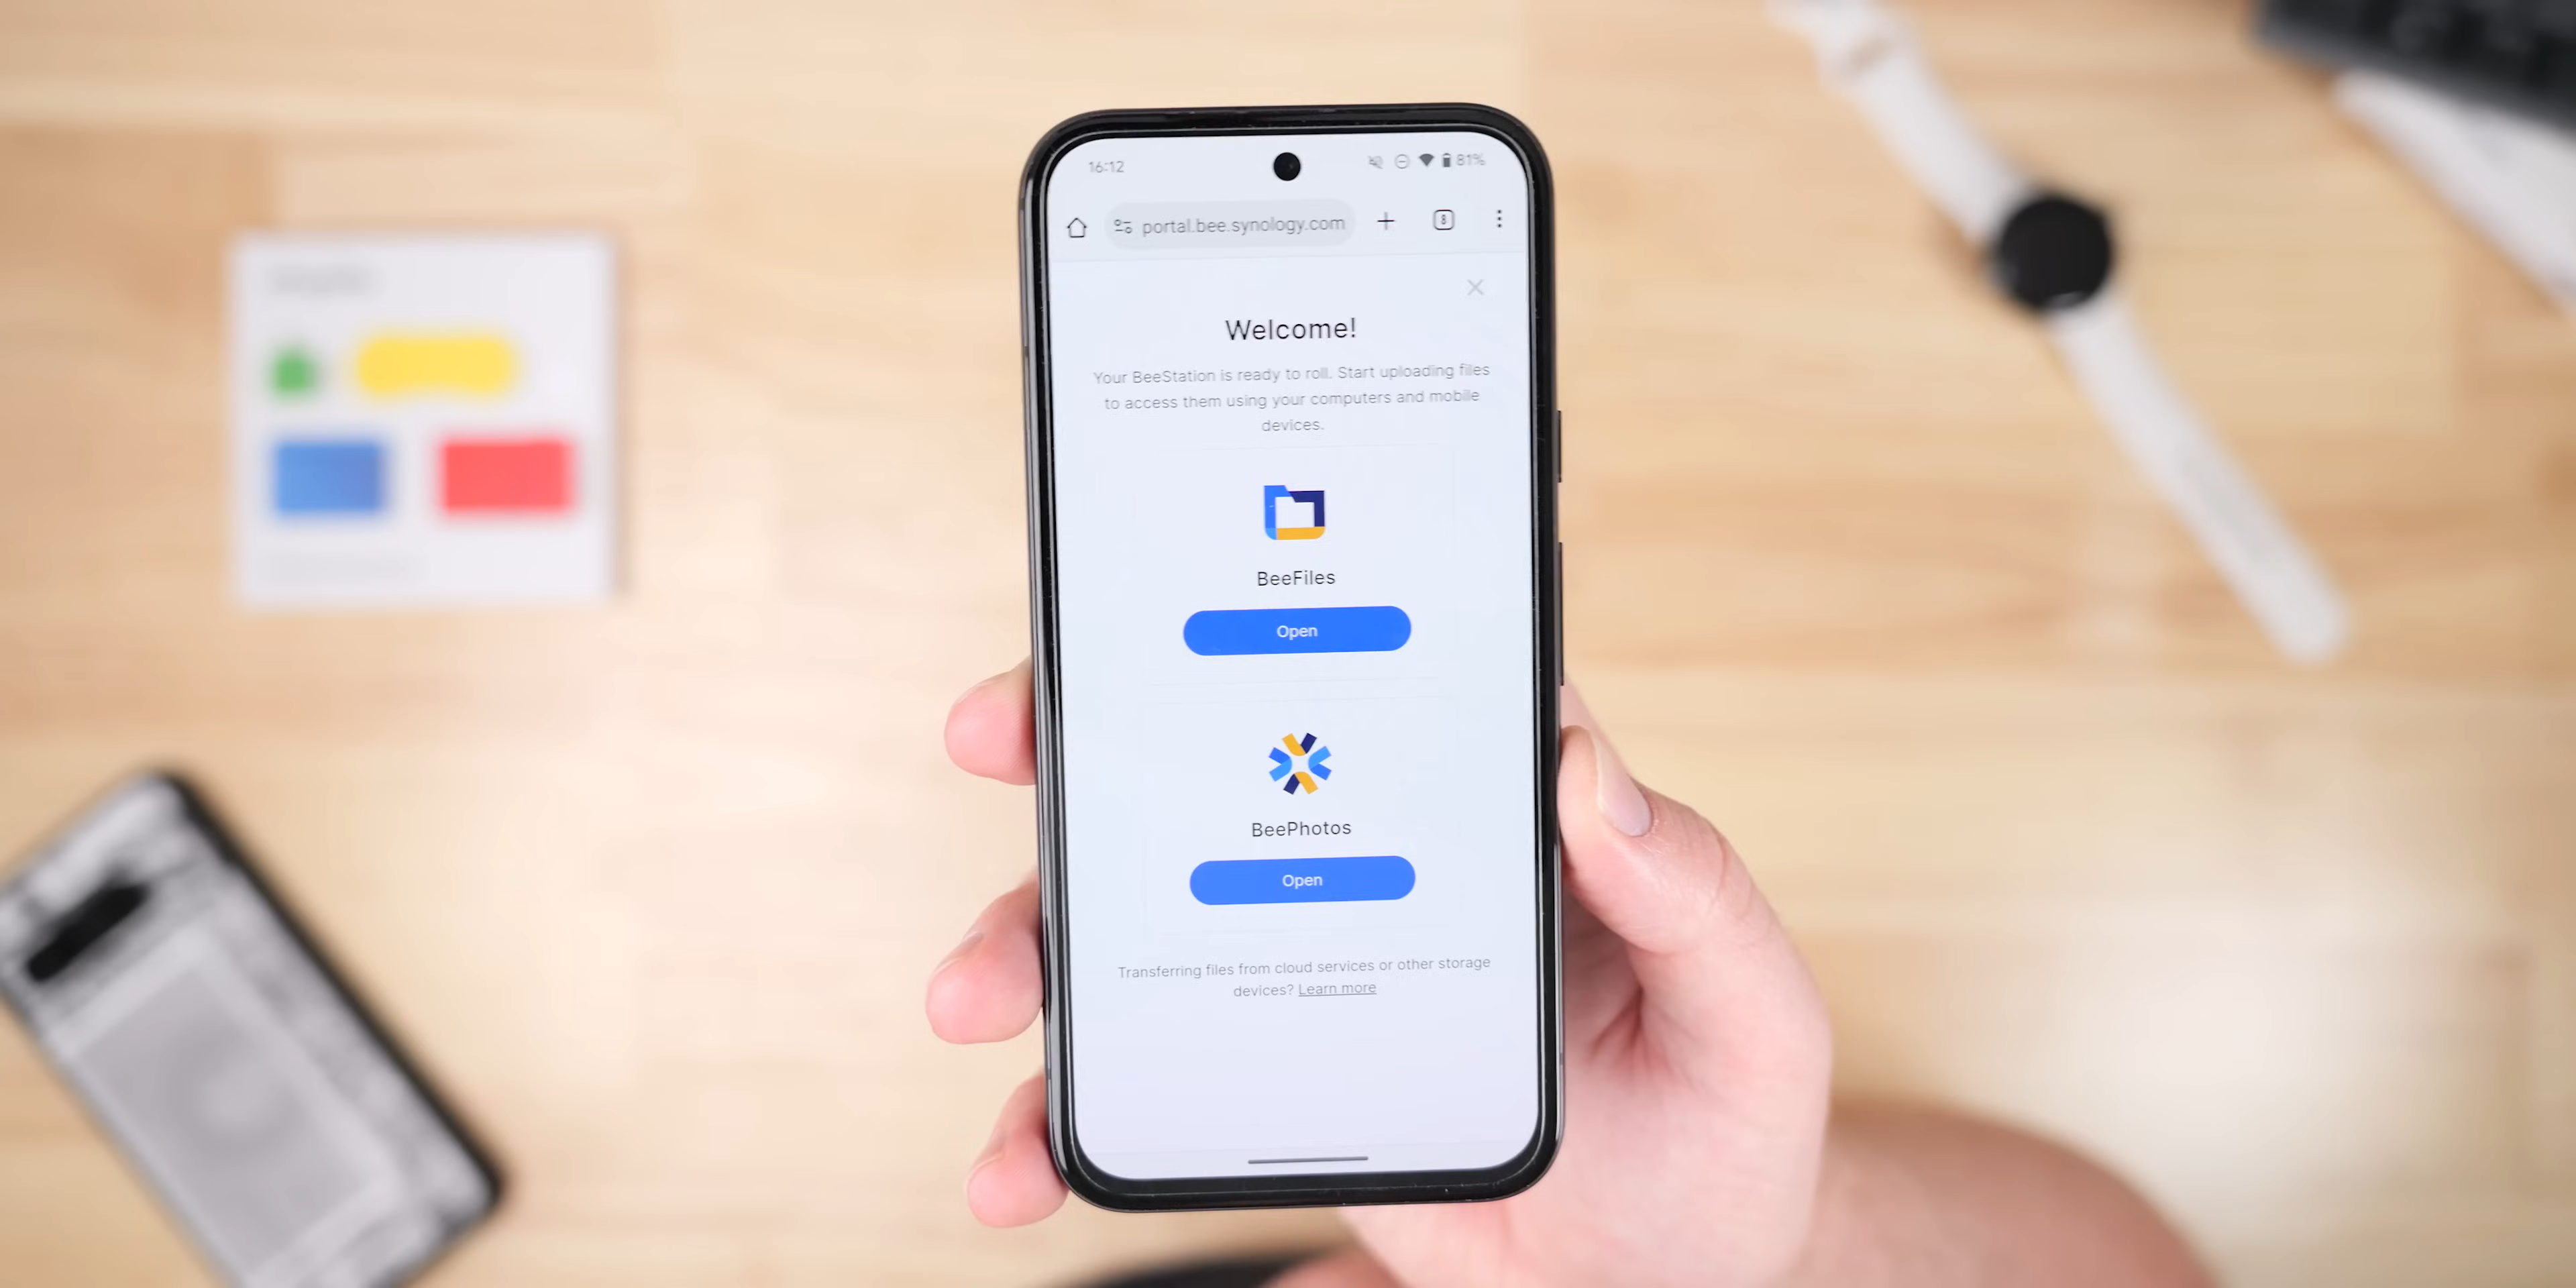 16:12 81%
portal.bee.synology.com 8
Welcome!
Your BeeStation is ready to roll. Start uploading files
to access them using your computers and mobile
devices.
BeeFiles
Open
BeePhotos
Open
Transferring files from cloud services or other storage
devices? Learn more